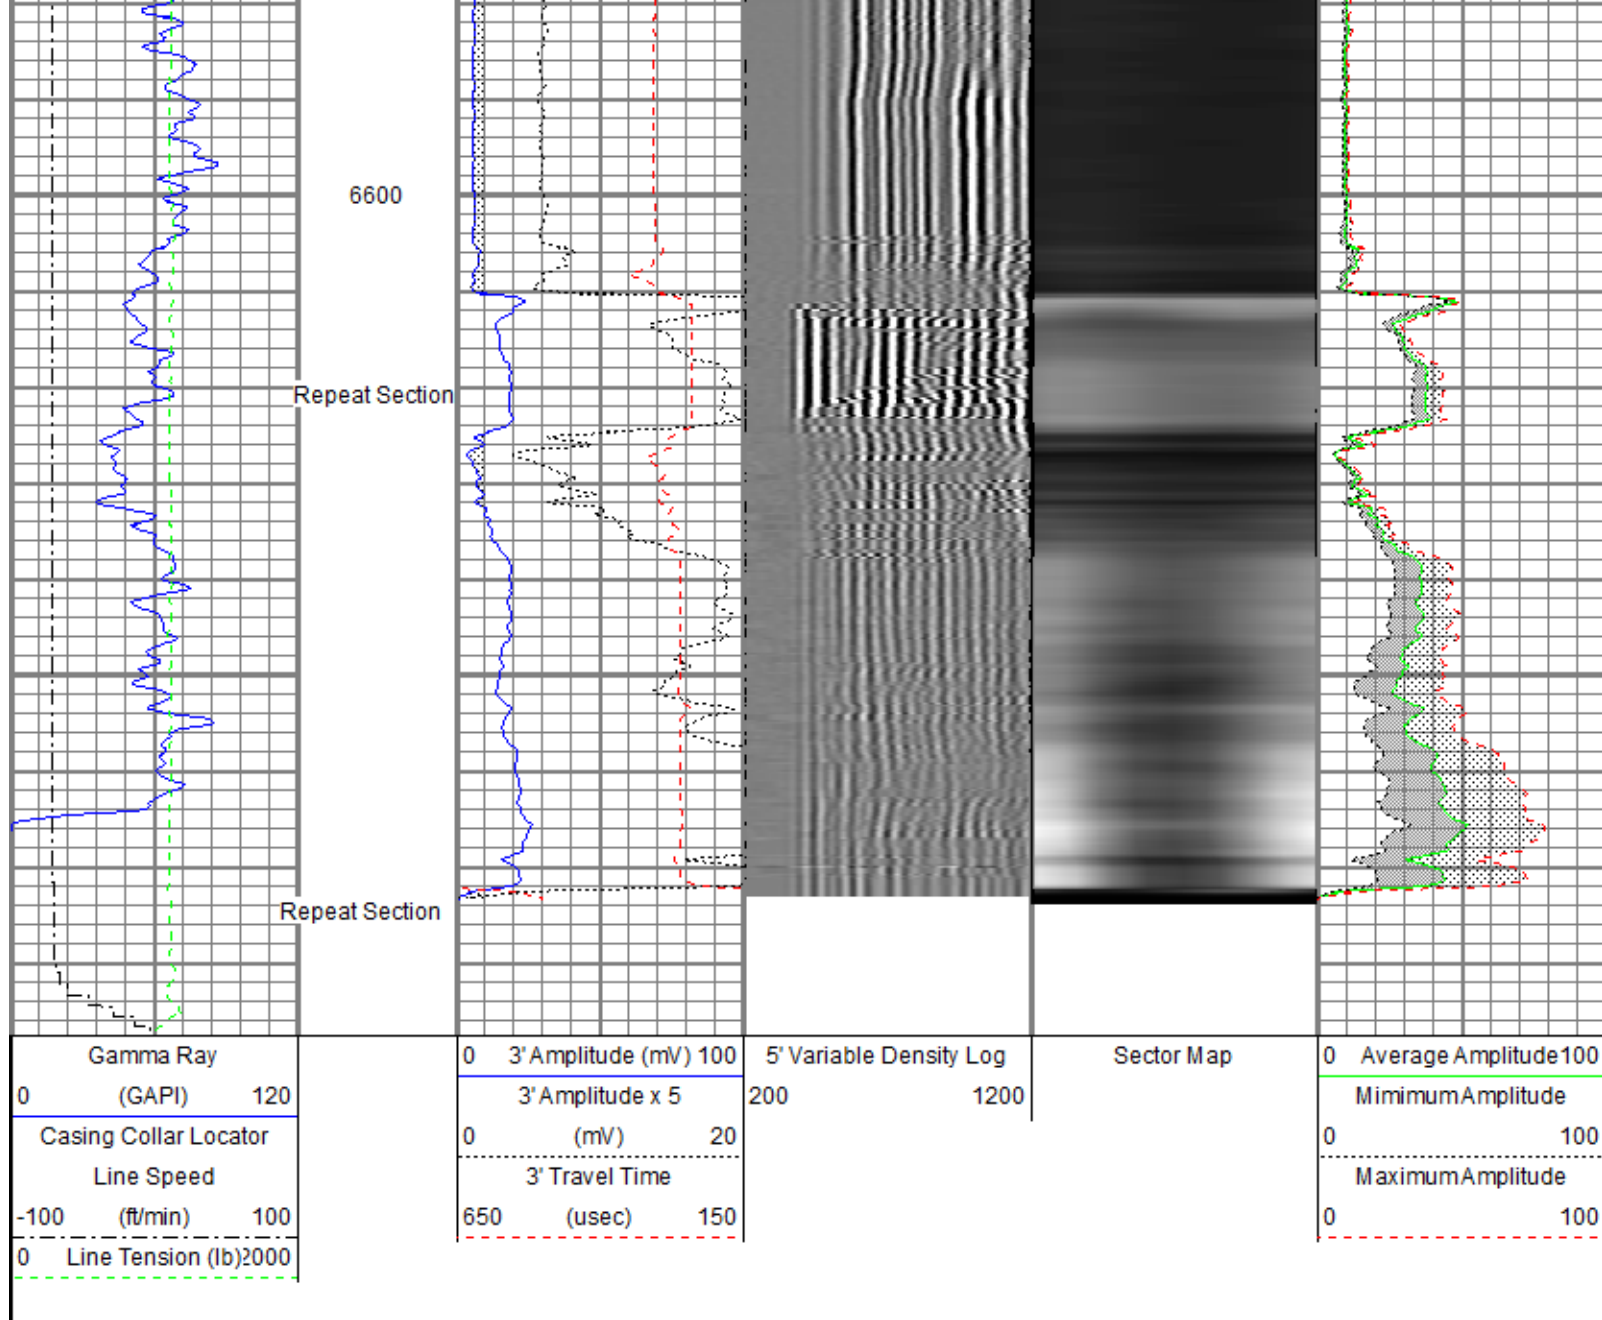 6600
Repeat Section
Repeat Section
Gamma Ray
0 (GAPI) 120
Casing Collar Locator
Line Speed
-100 (ft/min) 100
0 Line Tension (lb) 2000
0 3' Amplitude (mV) 100
3' Amplitude x 5
0 (mV) 20
3' Travel Time
650 (usec) 150
5' Variable Density Log
200 1200
Sector Map
0 Average Amplitude 100
Mimimum Amplitude
0 100
Maximum Amplitude
0 100